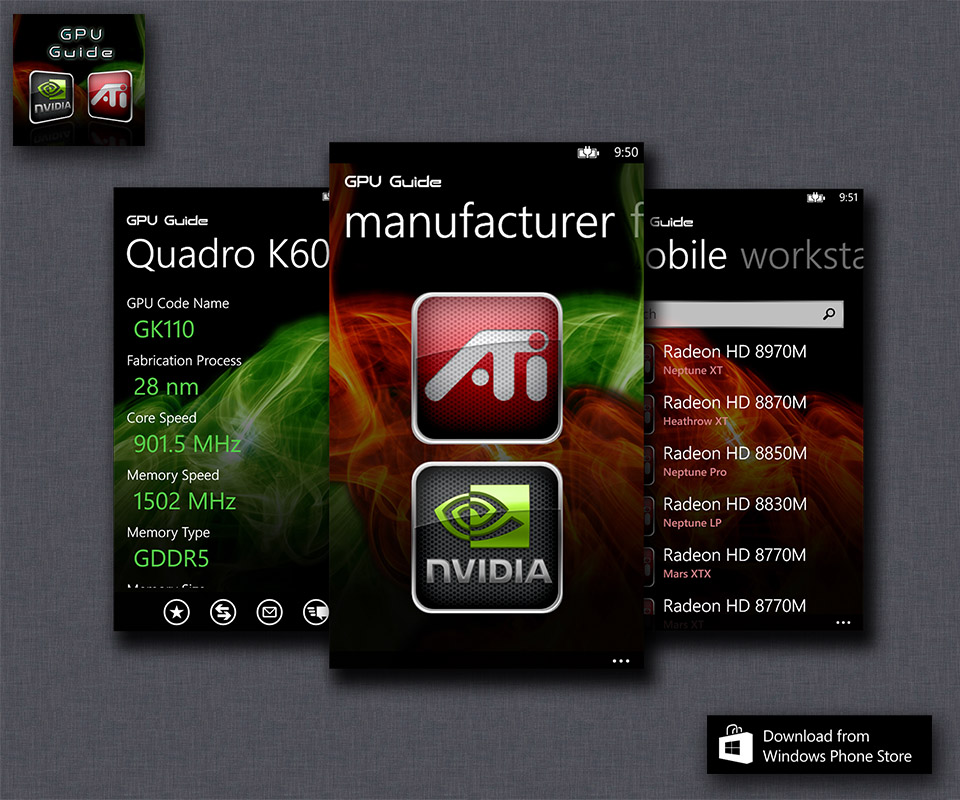 GPU
Guide
NVIDIA
ATi
GPU Guide
Quadro K60
GPU Code Name
GK110
Fabrication Process
28 nm
Core Speed
901.5 MHz
Memory Speed
1502 MHz
Memory Type
GDDR5
9:50
GPU Guide
manufacturer f
ATi
NVIDIA
9:51
Guide
obile worksta
ch
Radeon HD 8970M
Neptune XT
Radeon HD 8870M
Heathrow XT
Radeon HD 8850M
Neptune Pro
Radeon HD 8830M
Neptune LP
Radeon HD 8770M
Mars XTX
Radeon HD 8770M
Mars XT
Download from
Windows Phone Store